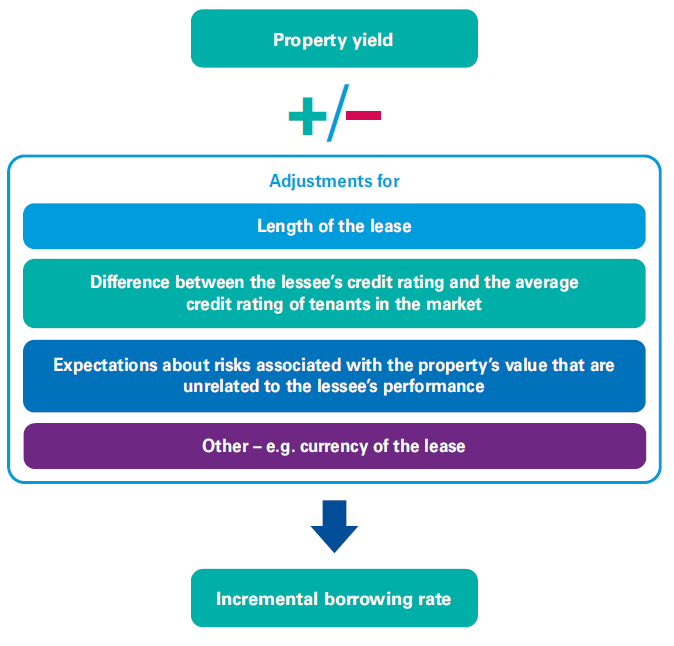 Property yield
+/−
Adjustments for
Length of the lease
Difference between the lessee's credit rating and the average
credit rating of tenants in the market
Expectations about risks associated with the property's value that are
unrelated to the lessee's performance
Other – e.g. currency of the lease
Incremental borrowing rate